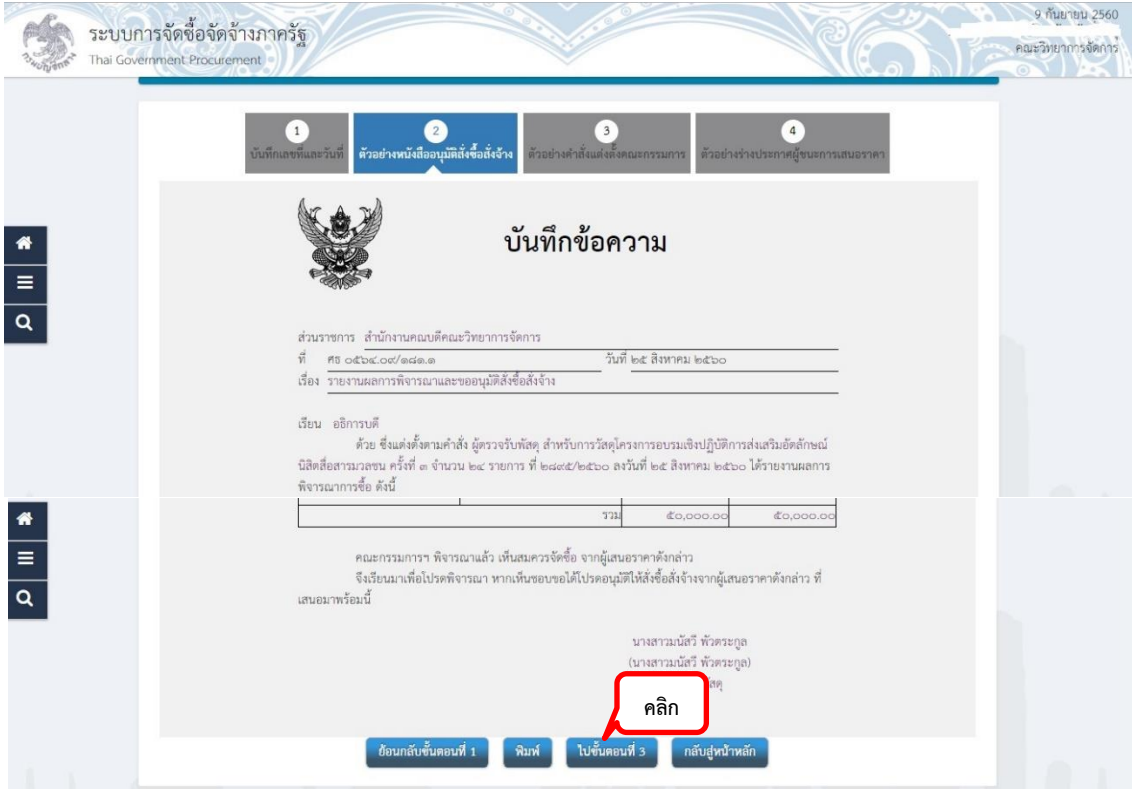 ระบบการจัดซื้อจัดจ้างภาครัฐ
Thai Government Procurement
กรมบัญชีกลาง
9 กันยายน 2560
คณะวิทยาการจัดการ
1
บันทึกเลขที่และวันที่
2
ตัวอย่างหนังสืออนุมัติสั่งซื้อสั่งจ้าง
3
ตัวอย่างคำสั่งแต่งตั้งคณะกรรมการ
4
ตัวอย่างร่างประกาศผู้ชนะการเสนอราคา
บันทึกข้อความ
ส่วนราชการ สำนักงานคณบดีคณะวิทยาการจัดการ
ที่ ศธ ๐๕๖๔.๐๙/๑๘๑.๑ วันที่ ๒๕ สิงหาคม ๒๕๖๐
เรื่อง รายงานผลการพิจารณาและขออนุมัติสั่งซื้อสั่งจ้าง
เรียน อธิการบดี
ด้วย ซึ่งแต่งตั้งตามคำสั่ง ผู้ตรวจรับพัสดุ สำหรับการวัสดุโครงการอบรมเชิงปฏิบัติการส่งเสริมอัตลักษณ์
นิสิตสื่อสารมวลชน ครั้งที่ ๓ จำนวน ๒๔ รายการ ที่ ๒๘๙๕/๒๕๖๐ ลงวันที่ ๒๕ สิงหาคม ๒๕๖๐ ได้รายงานผลการ
พิจารณาการซื้อ ดังนี้
รวม ๕๐,๐๐๐.๐๐ ๕๐,๐๐๐.๐๐
คณะกรรมการฯ พิจารณาแล้ว เห็นสมควรจัดซื้อ จากผู้เสนอราคาดังกล่าว
จึงเรียนมาเพื่อโปรดพิจารณา หากเห็นชอบขอได้โปรดอนุมัติให้สั่งซื้อสั่งจ้างจากผู้เสนอราคาดังกล่าว ที่
เสนอมาพร้อมนี้
นางสาวมนัสวี พัวตระกูล
(นางสาวมนัสวี พัวตระกูล)
คลิก
ย้อนกลับขั้นตอนที่ 1 พิมพ์ ไปขั้นตอนที่ 3 กลับสู่หน้าหลัก